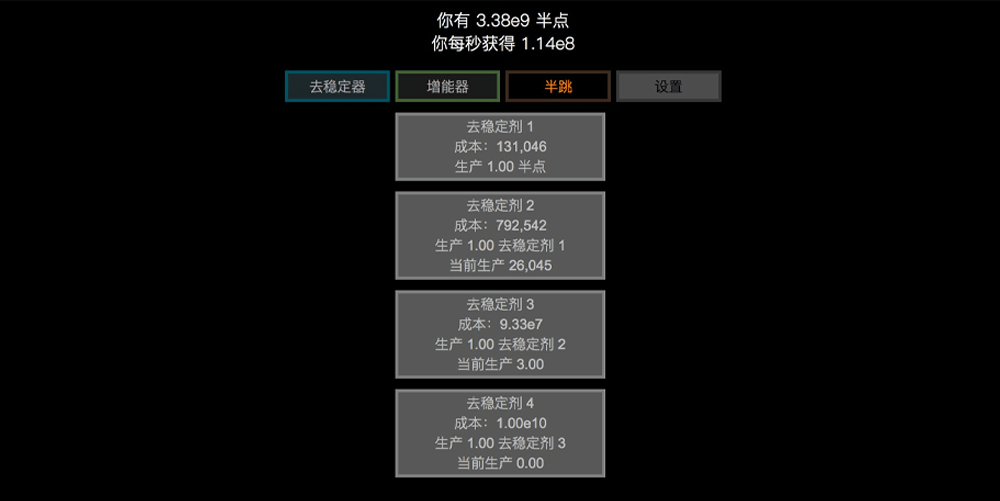 你有 3.38e9 半点
你每秒获得 1.14e8
去稳定器
增能器
半跳
设置
去稳定剂 1
成本：131,046
生产 1.00 半点
去稳定剂 2
成本：792,542
生产 1.00 去稳定剂 1
当前生产 26,045
去稳定剂 3
成本：9.33e7
生产 1.00 去稳定剂 2
当前生产 3.00
去稳定剂 4
成本：1.00e10
生产 1.00 去稳定剂 3
当前生产 0.00